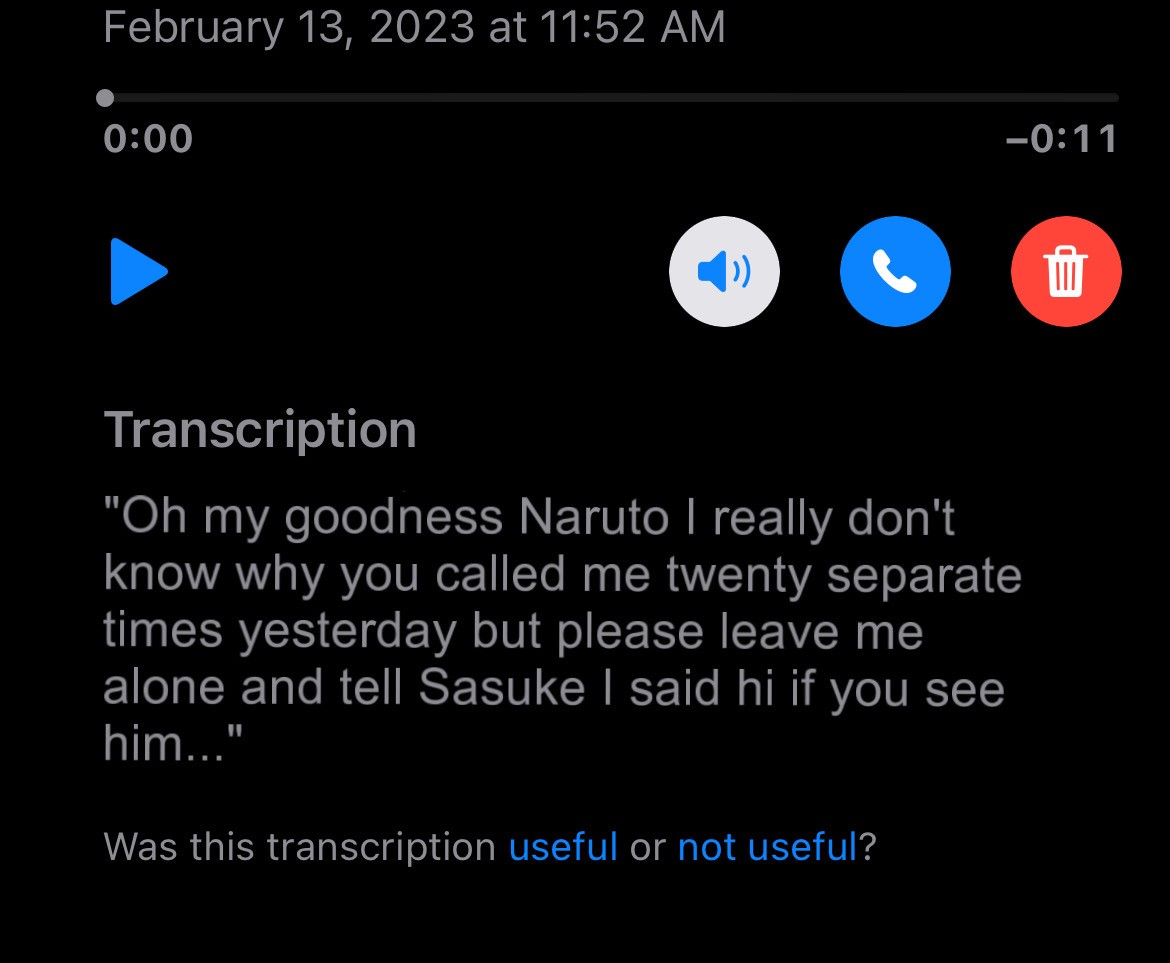 February 13, 2023 at 11:52 AM
0:00
–0:11
Transcription
"Oh my goodness Naruto I really don't
know why you called me twenty separate
times yesterday but please leave me
alone and tell Sasuke I said hi if you see
him..."
Was this transcription useful or not useful?